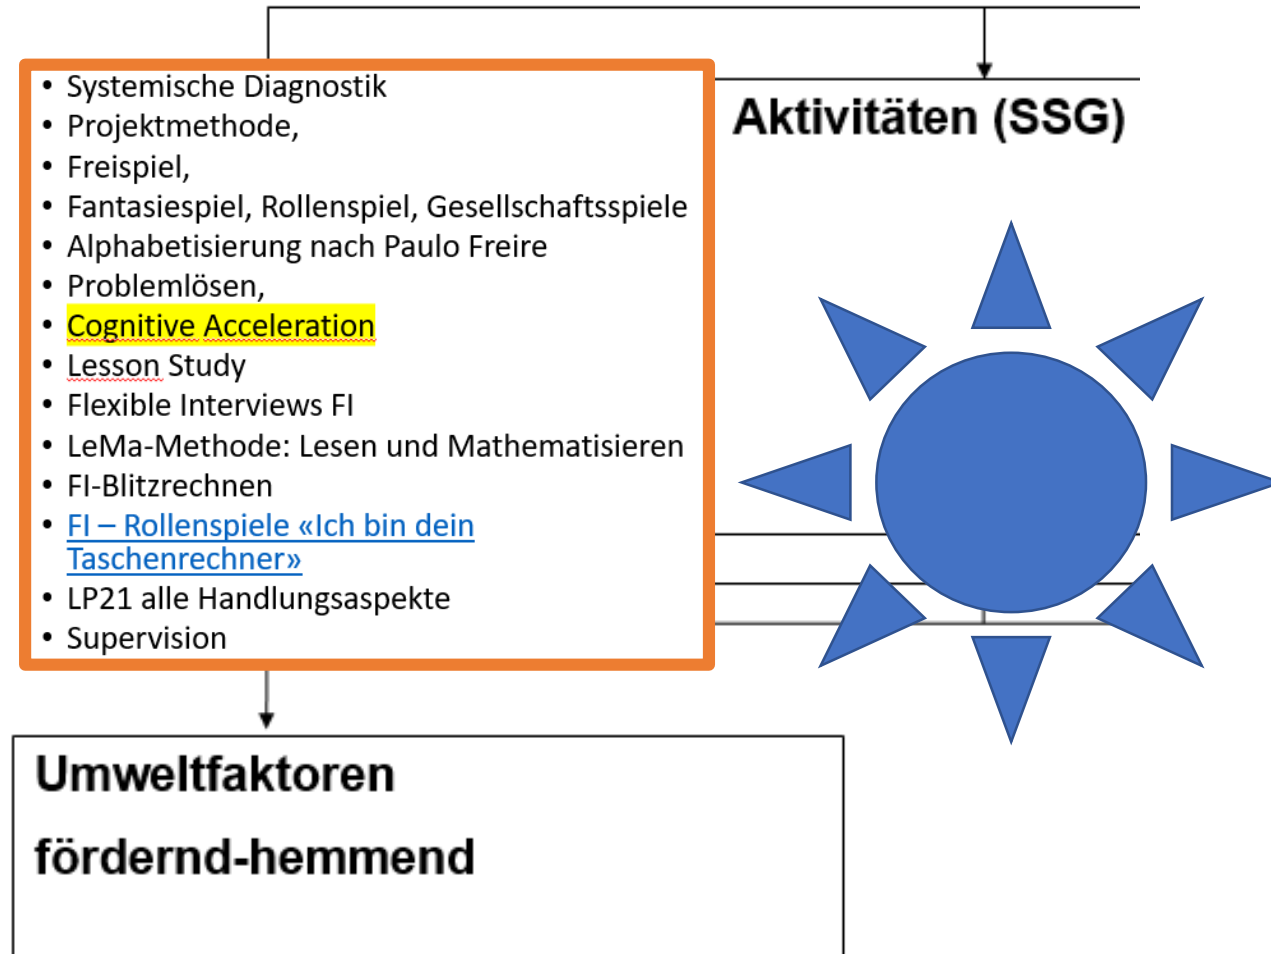 • Systemische Diagnostik
• Projektmethode,
• Freispiel,
• Fantasiespiel, Rollenspiel, Gesellschaftsspiele
• Alphabetisierung nach Paulo Freire
• Problemlösen,
• Cognitive Acceleration
• Lesson Study
• Flexible Interviews FI
• LeMa-Methode: Lesen und Mathematisieren
• FI-Blitzrechnen
• FI – Rollenspiele «Ich bin dein
Taschenrechner»
• LP21 alle Handlungsaspekte
• Supervision
Aktivitäten (SSG)
Umweltfaktoren
fördernd-hemmend